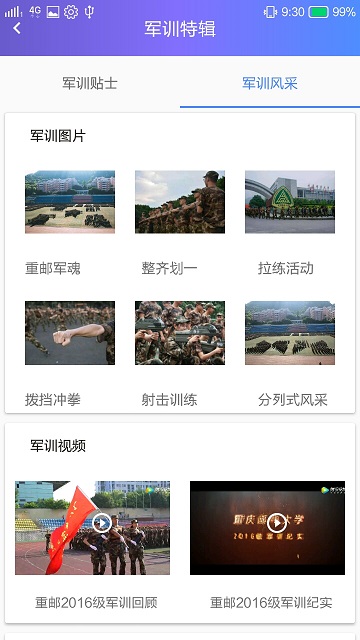 4G
9:30
99%
军训特辑
军训贴士
军训风采
军训图片
重邮军魂
整齐划一
拉练活动
拨挡冲拳
射击训练
分列式风采
军训视频
重庆邮电大学
2016级军训纪实
重邮2016级军训回顾
重邮2016级军训纪实